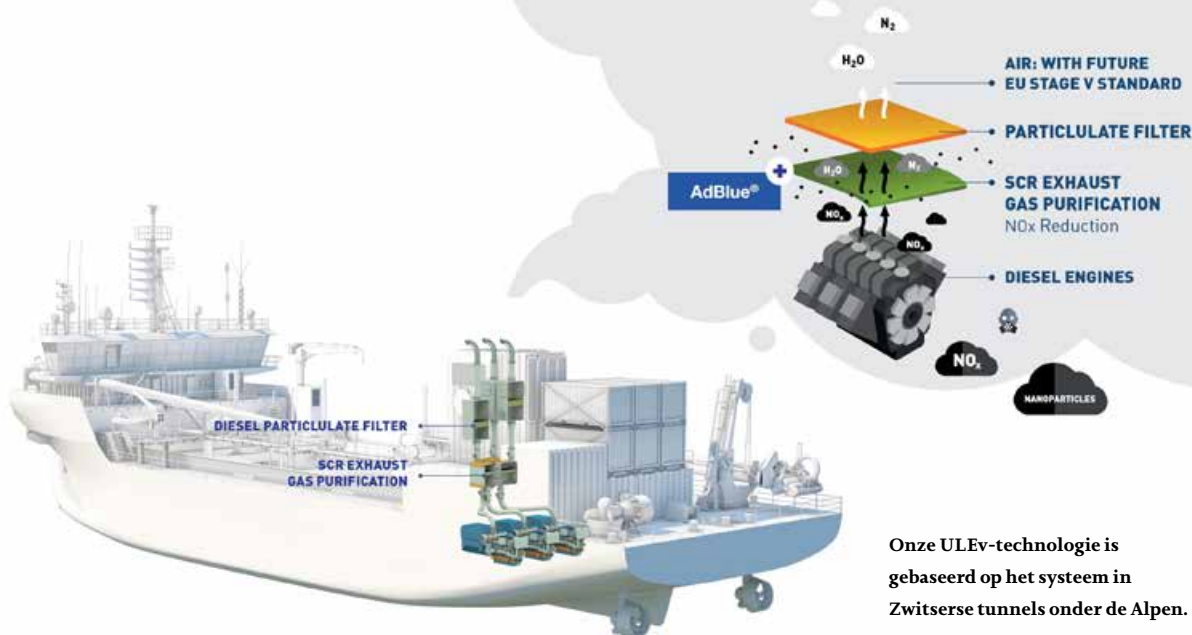 N₂
H₂O
AIR: WITH FUTURE
EU STAGE V STANDARD
PARTICLULATE FILTER
H₂O
N₂
AdBlue®
+
SCR EXHAUST
GAS PURIFICATION
NOx Reduction
NOₓ
NOₓ
DIESEL ENGINES
NOₓ
NANOPARTICLES
DIESEL PARTICLULATE FILTER
SCR EXHAUST
GAS PURIFICATION
Onze ULEv-technologie is
gebaseerd op het systeem in
Zwitserse tunnels onder de Alpen.